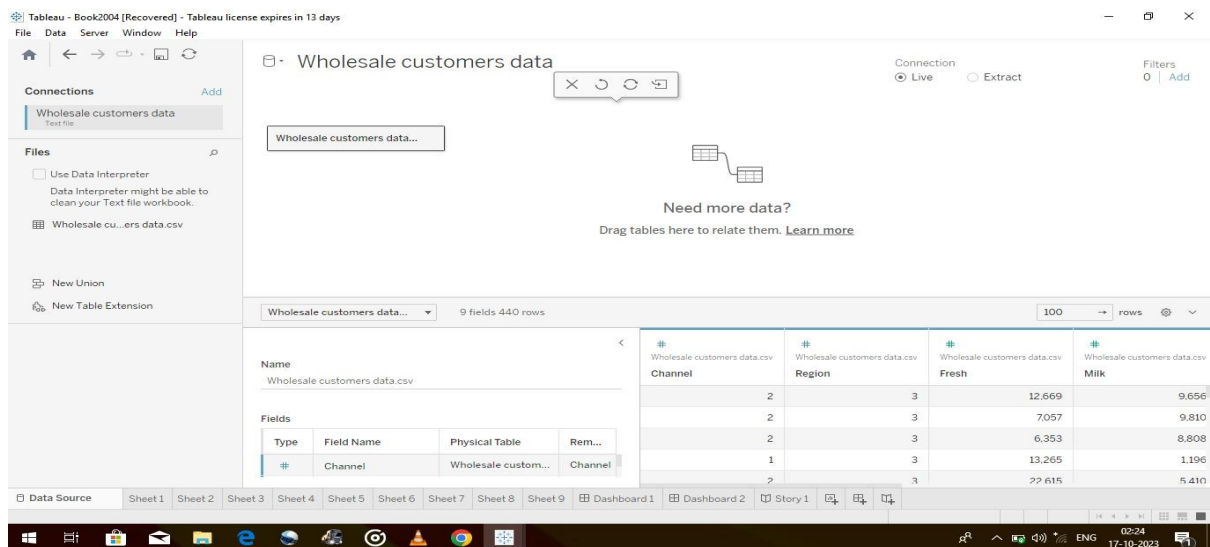 Tableau - Book2004 [Recovered] - Tableau license expires in 13 days
File Data Server Window Help
Connections Add
Wholesale customers data
Text file
Files
Use Data Interpreter
Data Interpreter might be able to
clean your Text file workbook.
Wholesale cu...ers data.csv
New Union
New Table Extension
Wholesale customers data
Connection
Live Extract
Filters
0 Add
Wholesale customers data...
Need more data?
Drag tables here to relate them. Learn more
Wholesale customers data... 9 fields 440 rows 100 → rows
Name
Wholesale customers data.csv
Fields
Type Field Name Physical Table Rem...
# Channel Wholesale custom... Channel
# # # #
Wholesale customers data.csv Wholesale customers data.csv Wholesale customers data.csv Wholesale customers data.csv
Channel Region Fresh Milk
2 3 12,669 9,656
2 3 7,057 9,810
2 3 6,353 8,808
1 3 13,265 1,196
2 3 22,615 5,410
Data Source Sheet 1 Sheet 2 Sheet 3 Sheet 4 Sheet 5 Sheet 6 Sheet 7 Sheet 8 Sheet 9 Dashboard 1 Dashboard 2 Story 1
ENG 02:24
17-10-2023